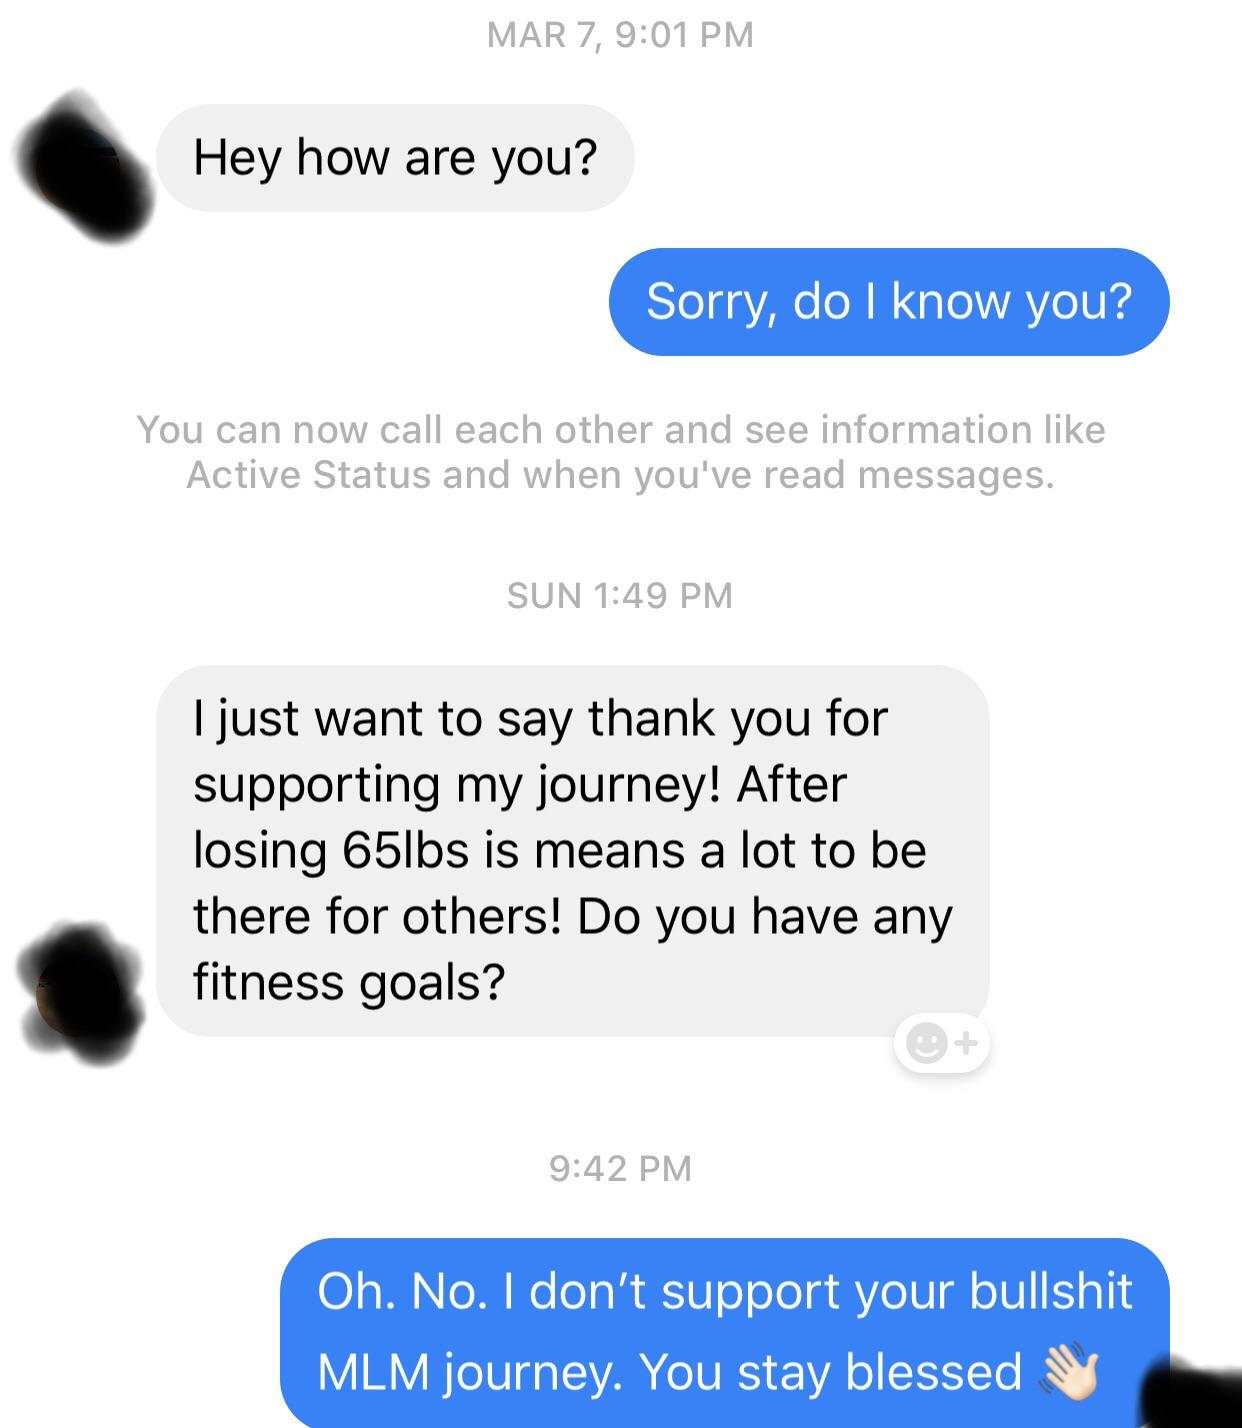 MAR 7, 9:01 PM
Hey how are you?
Sorry, do I know you?
You can now call each other and see information like
Active Status and when you've read messages.
SUN 1:49 PM
I just want to say thank you for
supporting my journey! After
losing 65lbs is means a lot to be
there for others! Do you have any
fitness goals?
9:42 PM
Oh. No. I don’t support your bullshit
MLM journey. You stay blessed 👋🏻